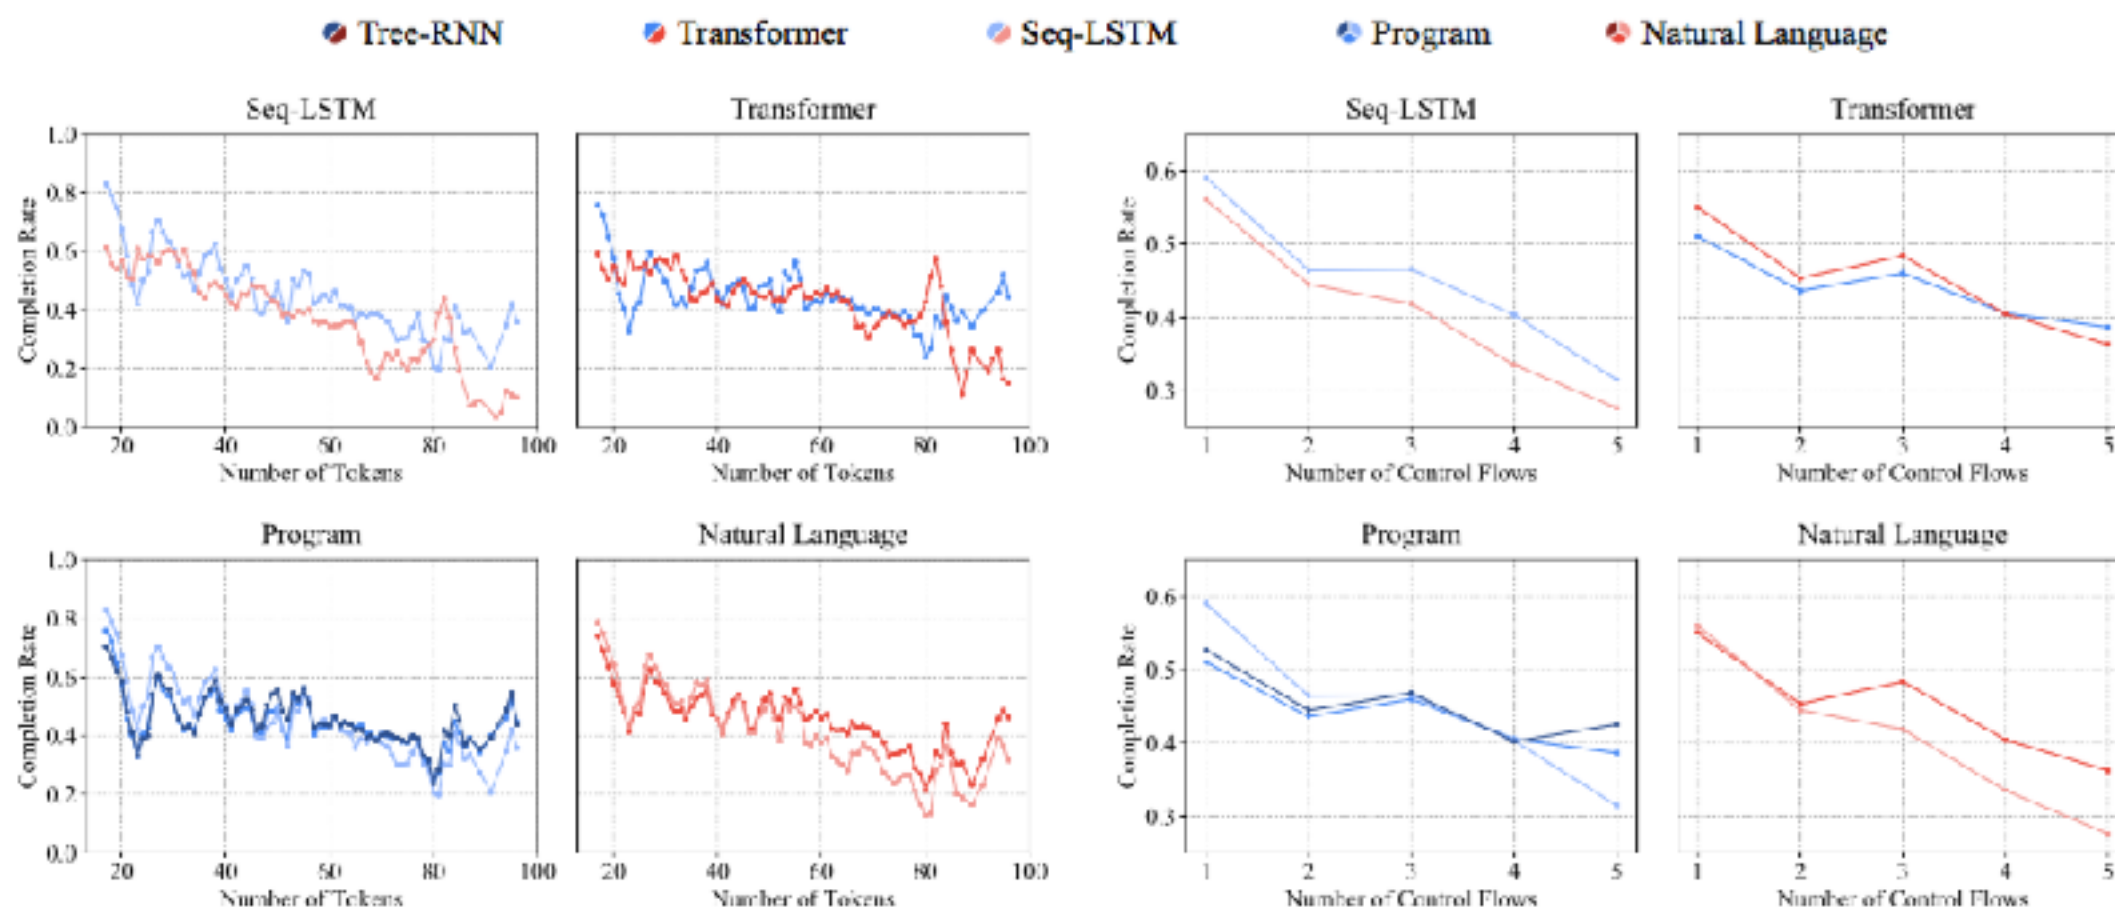 Tree-RNN Transformer Seq-LSTM Program Natural Language
Seq-LSTM Transformer Seq-LSTM Transformer
Completion Rate
1.0
0.8
0.6
0.4
0.2
0.0
20 40 60 80 100
Number of Tokens
20 40 60 80 100
Number of Tokens
Completion Rate
0.6
0.5
0.4
0.3
1 2 3 4 5
Number of Control Flows
1 2 3 4 5
Number of Control Flows
Program Natural Language Program Natural Language
Completion Rate
1.0
0.8
0.6
0.4
0.2
0.0
20 40 60 80 100
Number of Tokens
20 40 60 80 100
Number of Tokens
Completion Rate
0.6
0.5
0.4
0.3
1 2 3 4 5
Number of Control Flows
1 2 3 4 5
Number of Control Flows